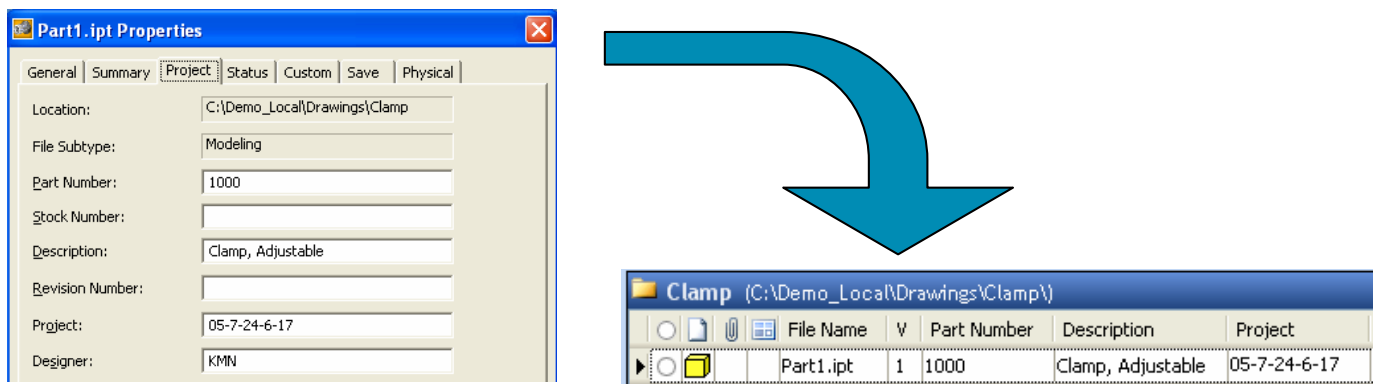 Part1.ipt Properties
General Summary Project Status Custom Save Physical
Location: C:\Demo_Local\Drawings\Clamp
File Subtype: Modeling
Part Number: 1000
Stock Number:
Description: Clamp, Adjustable
Revision Number:
Project: 05-7-24-6-17
Designer: KMN
Clamp (C:\Demo_Local\Drawings\Clamp\)
File Name V Part Number Description Project
Part1.ipt 1 1000 Clamp, Adjustable 05-7-24-6-17